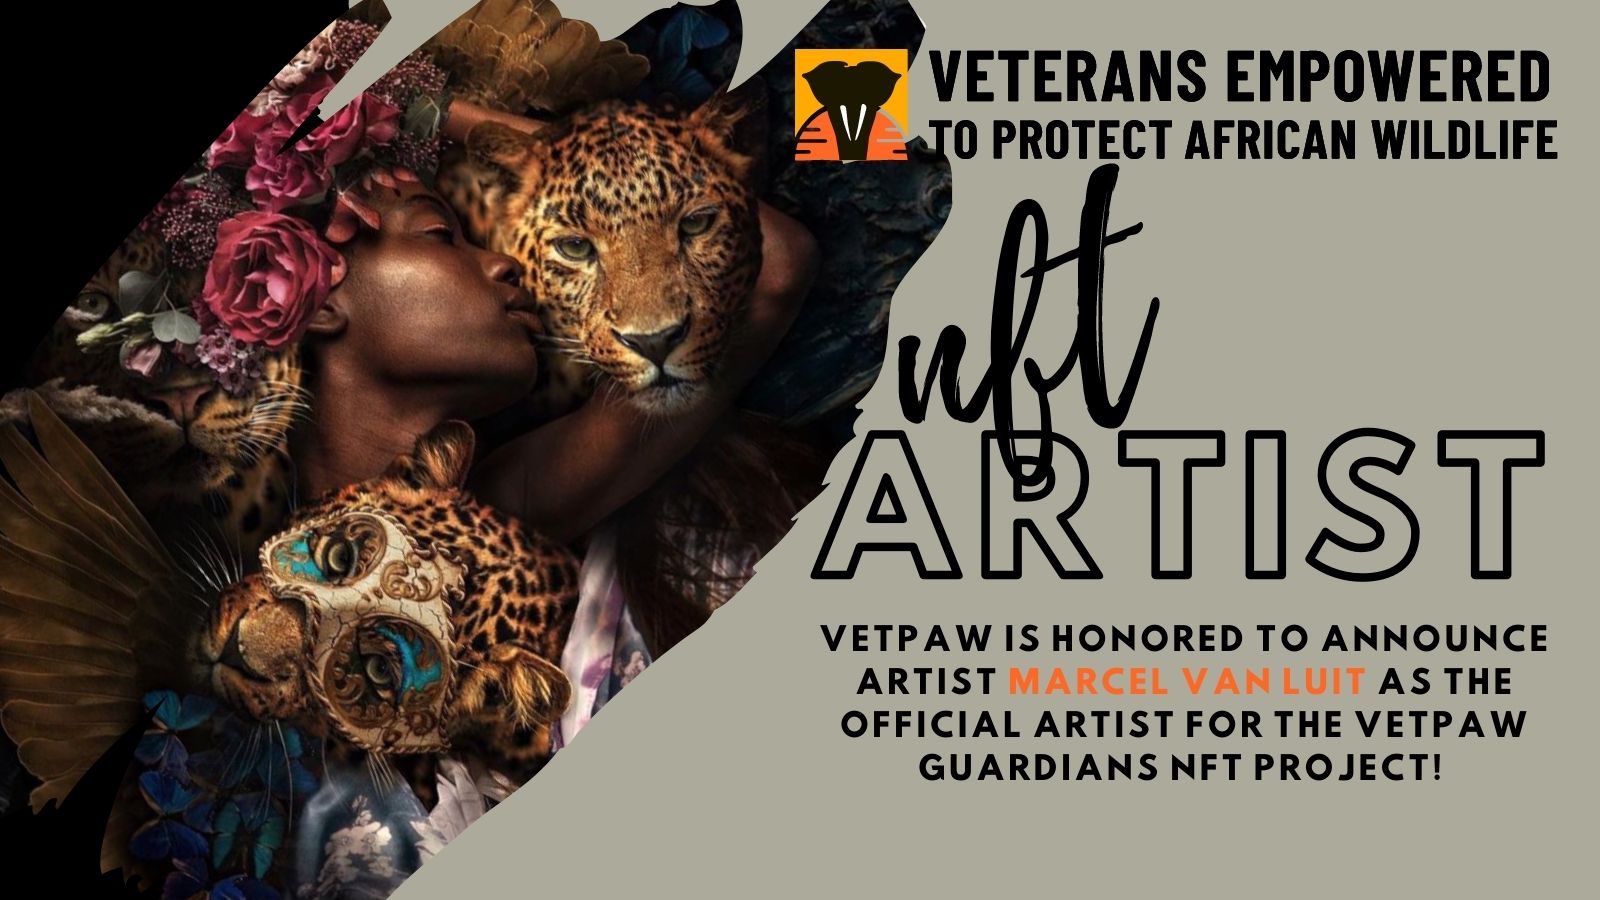 VETERANS EMPOWERED
TO PROTECT AFRICAN WILDLIFE
nft
ARTIST
VETPAW IS HONORED TO ANNOUNCE
ARTIST MARCEL VAN LUIT AS THE
OFFICIAL ARTIST FOR THE VETPAW
GUARDIANS NFT PROJECT!